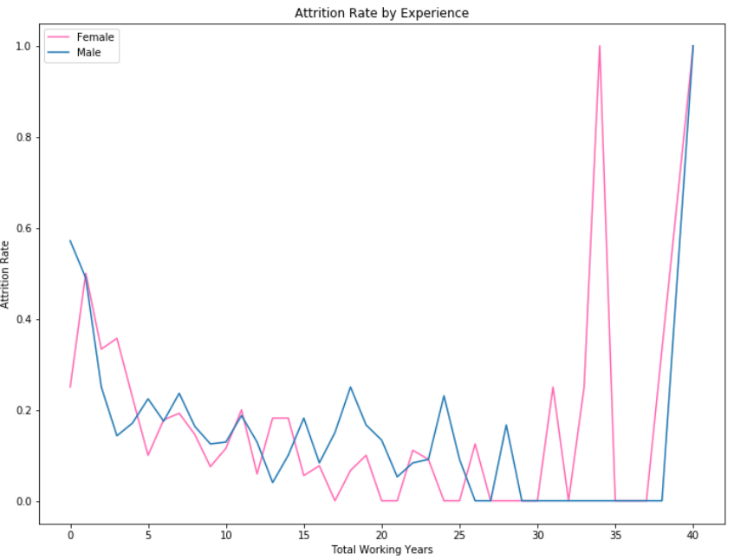 Attrition Rate by Experience
Female
Male
1.0
0.8
0.6
0.4
0.2
0.0
Attrition Rate
0 5 10 15 20 25 30 35 40
Total Working Years